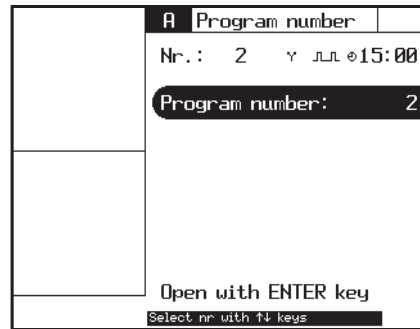 A Program number
Nr.: 2 ⏲15:00
Program number: 2
Open with ENTER key
Select nr with ↑↓ keys